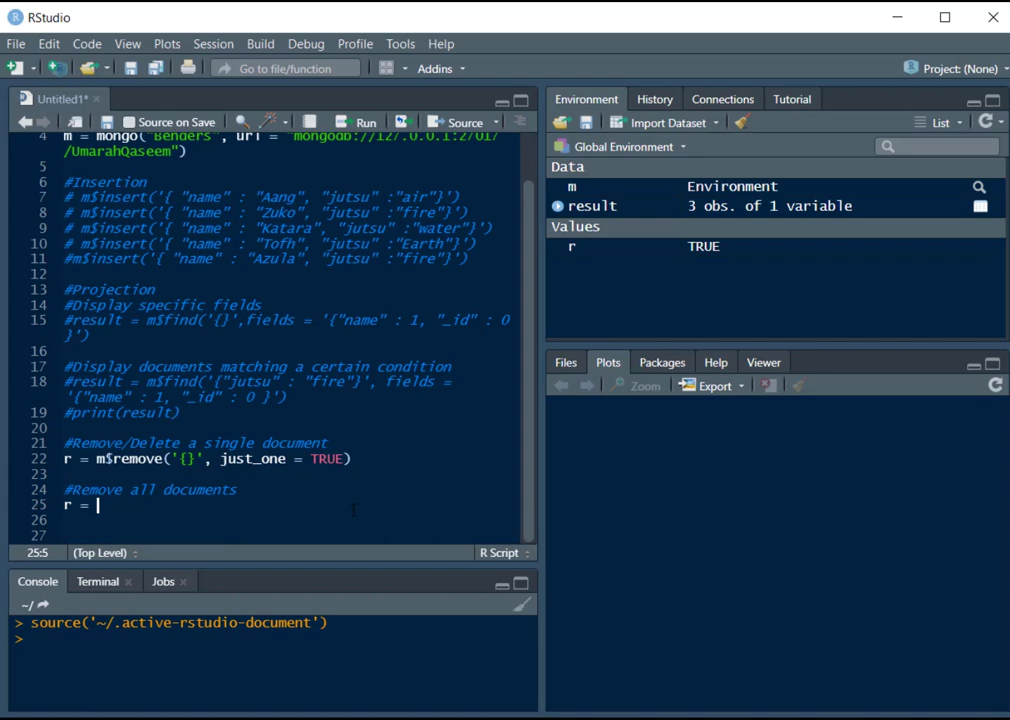 RStudio
File Edit Code View Plots Session Build Debug Profile Tools Help
Go to file/function Addins Project: (None)
Untitled1*
Source on Save Run Source
4 m = mongo("Benders", url = "mongodb://127.0.0.1:27017
/UmarahQaseem")
5
6 #Insertion
7 # m$insert('{ "name" : "Aang", "jutsu" :"air"}')
8 # m$insert('{ "name" : "Zuko", "jutsu" :"fire"}')
9 # m$insert('{ "name" : "Katara", "jutsu" :"water"}')
10 # m$insert('{ "name" : "Tofh", "jutsu" :"Earth"}')
11 #m$insert('{ "name" : "Azula", "jutsu" :"fire"}')
12
13 #Projection
14 #Display specific fields
15 #result = m$find('{}',fields = '{"name" : 1, "_id" : 0
}')
16
17 #Display documents matching a certain condition
18 #result = m$find('{"jutsu" : "fire"}', fields =
'{"name" : 1, "_id" : 0 }')
19 #print(result)
20
21 #Remove/Delete a single document
22 r = m$remove('{}', just_one = TRUE)
23
24 #Remove all documents
25 r =
26
27
25:5 (Top Level) R Script
Console Terminal Jobs
~/
> source('~/.active-rstudio-document')
>
Environment History Connections Tutorial
Import Dataset List
Global Environment
Data
m Environment
result 3 obs. of 1 variable
Values
r TRUE
Files Plots Packages Help Viewer
Zoom Export